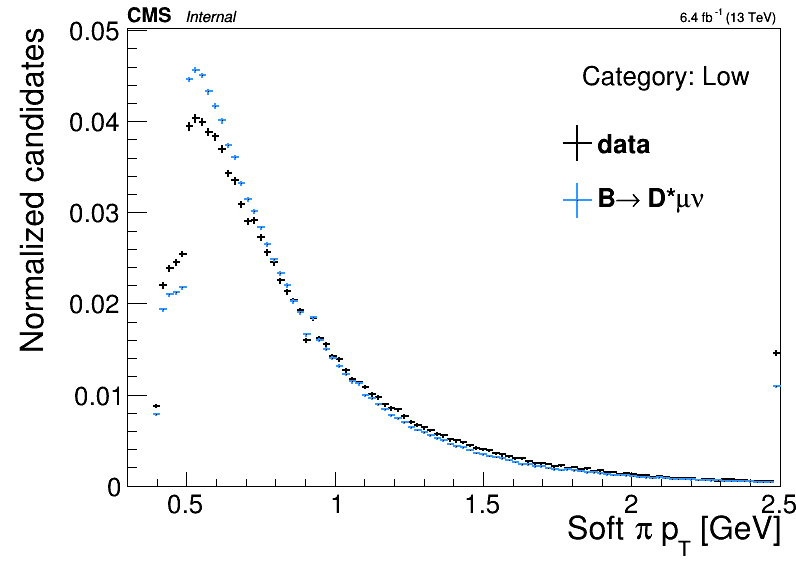 CMS Internal 6.4 fb⁻¹ (13 TeV)
Normalized candidates
0.05
0.04
0.03
0.02
0.01
0
Category: Low
data
B→ D*μν
0.5 1 1.5 2 2.5
Soft π p_T [GeV]